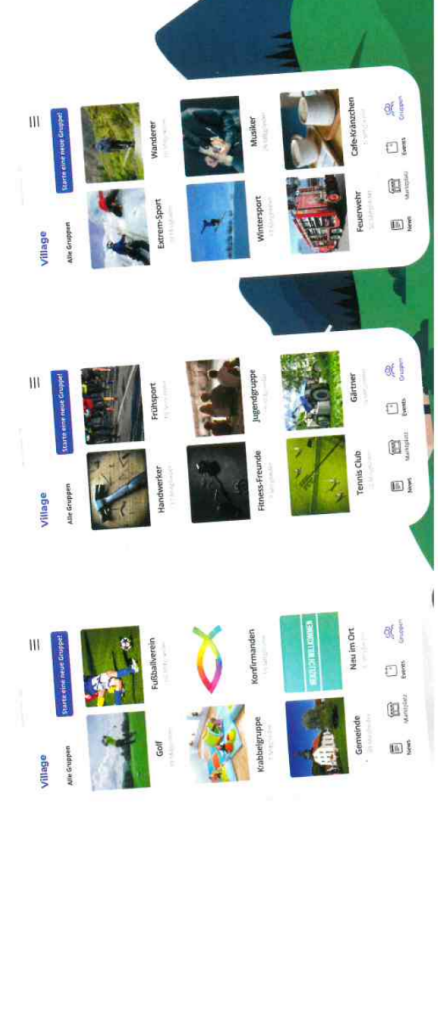 Village
Alle Gruppen
Starte eine neue Gruppe!
Golf
Fußballverein
Krabbelgruppe
Konfirmanden
HERZLICH WILLKOMMEN
Gemeinde
Neu im Ort
News
Marktplatz
Events
Gruppen
Village
Alle Gruppen
Starte eine neue Gruppe!
Handwerker
Frühsport
Fitness-Freunde
Jugendgruppe
Tennis Club
Gärtner
News
Marktplatz
Events
Gruppen
Village
Alle Gruppen
Starte eine neue Gruppe!
Extrem-Sport
Wanderer
Wintersport
Musiker
Feuerwehr
Cafe-Kränzchen
News
Marktplatz
Events
Gruppen